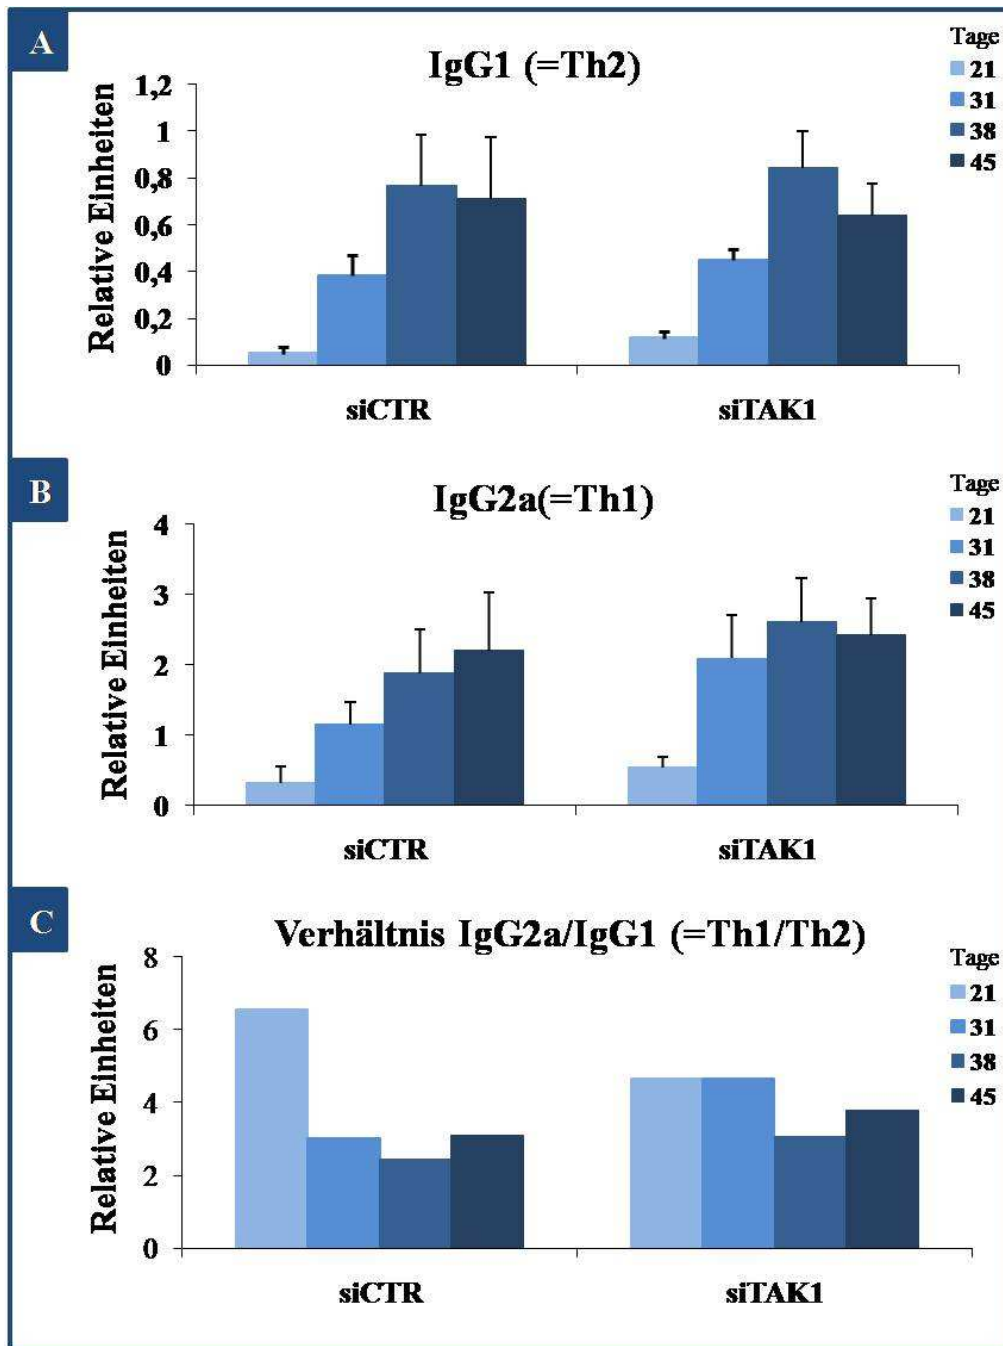 A
IgG1 (=Th2)
Relative Einheiten
1,2
1
0,8
0,6
0,4
0,2
0
siCTR
siTAK1
Tage
21
31
38
45
B
IgG2a(=Th1)
Relative Einheiten
4
3
2
1
0
siCTR
siTAK1
Tage
21
31
38
45
C
Verhältnis IgG2a/IgG1 (=Th1/Th2)
Relative Einheiten
8
6
4
2
0
siCTR
siTAK1
Tage
21
31
38
45